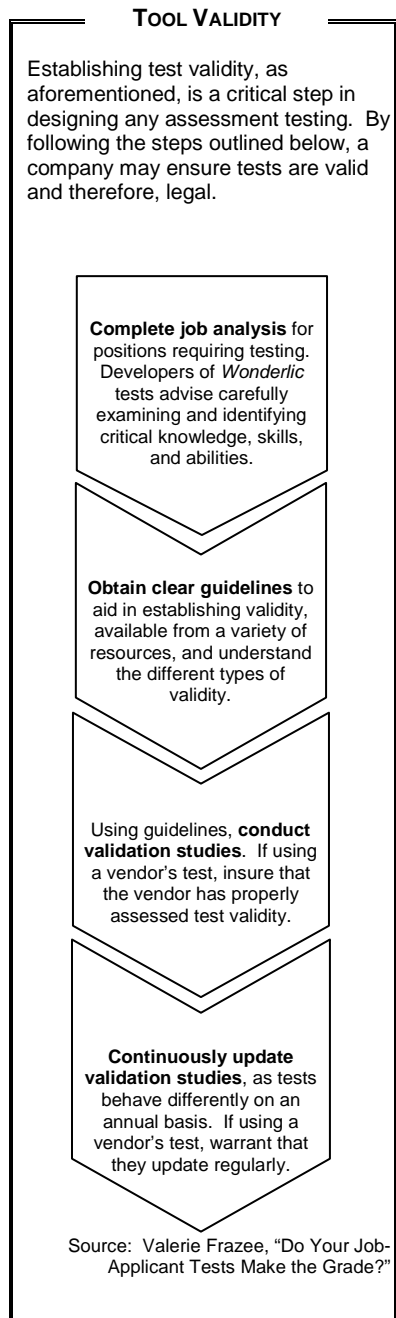 TOOL VALIDITY
Establishing test validity, as
aforementioned, is a critical step in
designing any assessment testing.  By
following the steps outlined below, a
company may ensure tests are valid
and therefore, legal.
Complete job analysis for
positions requiring testing.
Developers of Wonderlic
tests advise carefully
examining and identifying
critical knowledge, skills,
and abilities.
Obtain clear guidelines to
aid in establishing validity,
available from a variety of
resources, and understand
the different types of
validity.
Using guidelines, conduct
validation studies.  If using
a vendor's test, insure that
the vendor has properly
assessed test validity.
Continuously update
validation studies, as tests
behave differently on an
annual basis.  If using a
vendor's test, warrant that
they update regularly.
Source:  Valerie Frazee, "Do Your Job-
Applicant Tests Make the Grade?"